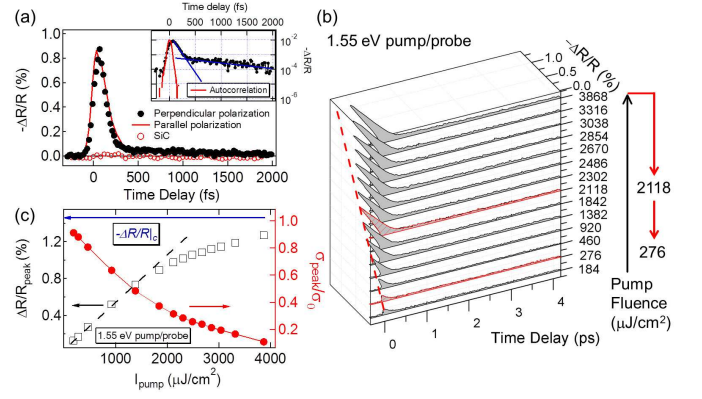 (a)
Time delay (fs)
0 500 1000 1500 2000
10-2
10-4
10-6
-ΔR/R
Autocorrelation
1.0
0.8
0.6
0.4
0.2
0.0
-ΔR/R (%)
Perpendicular polarization
Parallel polarization
SiC
0 500 1000 1500 2000
Time Delay (fs)
(b)
1.55 eV pump/probe
-ΔR/R (%)
1.0
0.5
0.0
3868
3316
3038
2854
2670
2486
2302
2118
1842
1382
920
460
276
184
2118
276
Pump
Fluence
(μJ/cm2)
0 1 2 3 4
Time Delay (ps)
(c)
-ΔR/R|c
1.2
0.8
0.4
ΔR/Rpeak (%)
1.0
0.8
0.6
0.4
0.2
σpeak/σ0
1.55 eV pump/probe
0 1000 2000 3000 4000
Ipump (μJ/cm2)